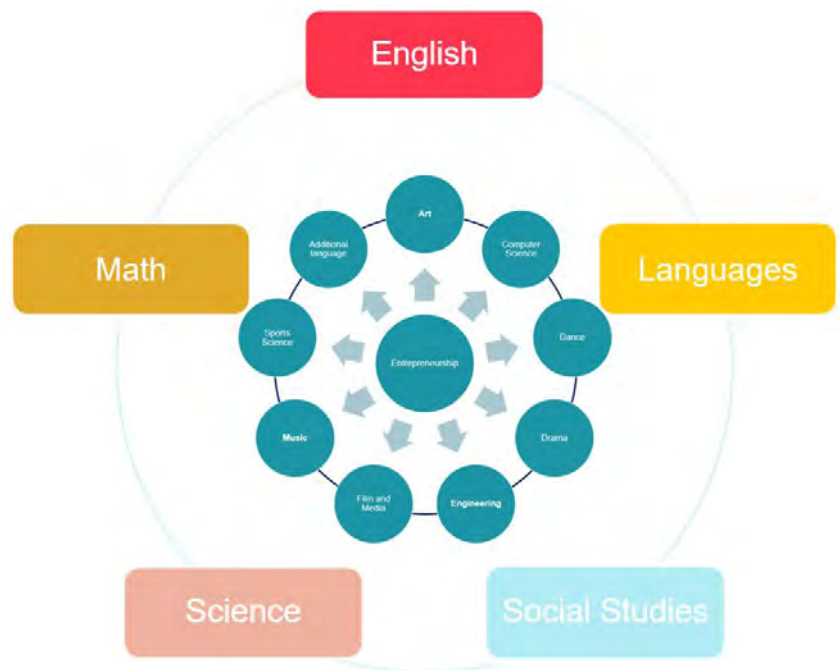 English
Math
Languages
Art
Additional
language
Computer
Science
Sports
Science
Entrepreneurship
Dance
Music
Drama
Film and
Media
Engineering
Science
Social Studies